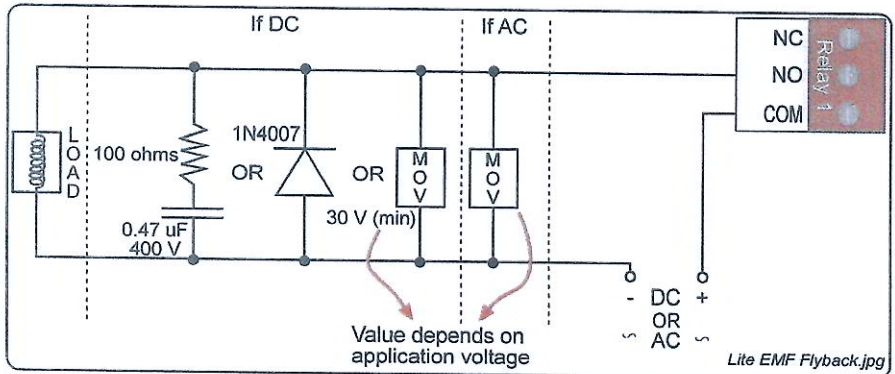 If DC
If AC
NC
NO
COM
Relay 1
LOAD
100 ohms
0.47 uF
400 V
1N4007
OR
OR
MOV
30 V (min)
MOV
Value depends on
application voltage
- DC +
OR
~ AC ~
Lite EMF Flyback.jpg